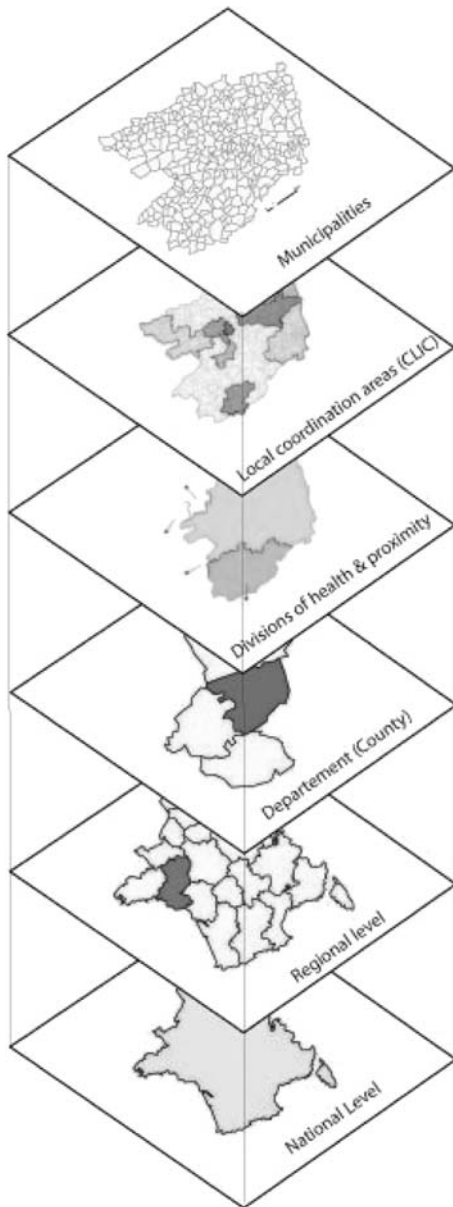 Municipalities
Local coordination areas (CLIC)
Divisions of health & proximity
Departement (County)
Regional level
National Level